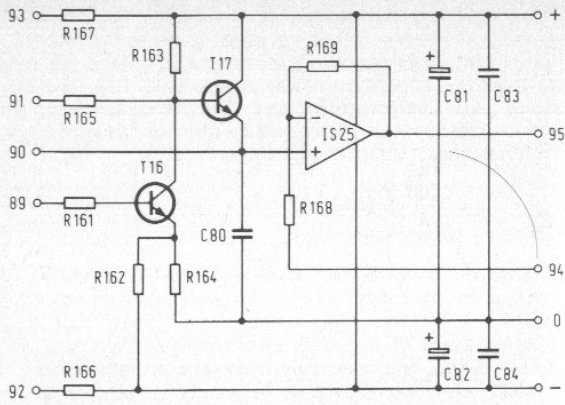 93
R167
+
R163
T17
R169
C81
C83
91
R165
IS25
95
90
T16
89
R161
R168
C80
94
R162
R164
0
C82
C84
92
R166
−
+
+
−
+